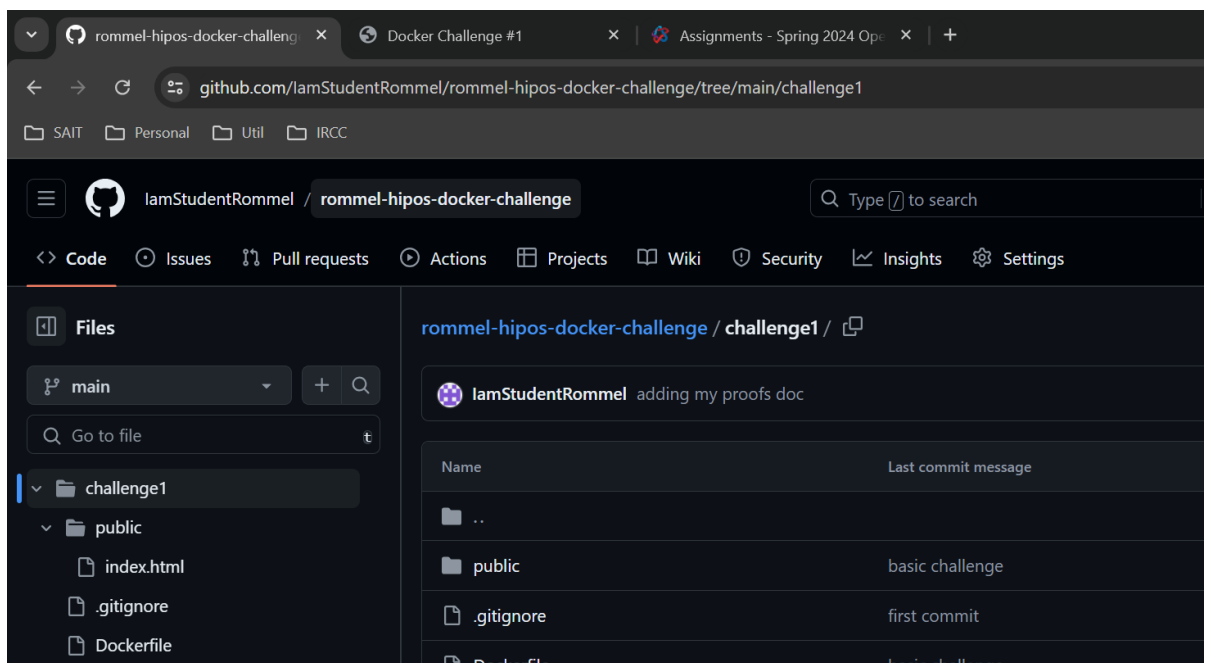 rommel-hipos-docker-challeng
Docker Challenge #1
Assignments - Spring 2024 Ope
github.com/IamStudentRommel/rommel-hipos-docker-challenge/tree/main/challenge1
SAIT Personal Util IRCC
IamStudentRommel / rommel-hipos-docker-challenge
Type / to search
Code Issues Pull requests Actions Projects Wiki Security Insights Settings
Files
rommel-hipos-docker-challenge / challenge1 /
main
IamStudentRommel adding my proofs doc
Go to file t
Name Last commit message
challenge1
..
public
index.html
public basic challenge
.gitignore
.gitignore first commit
Dockerfile